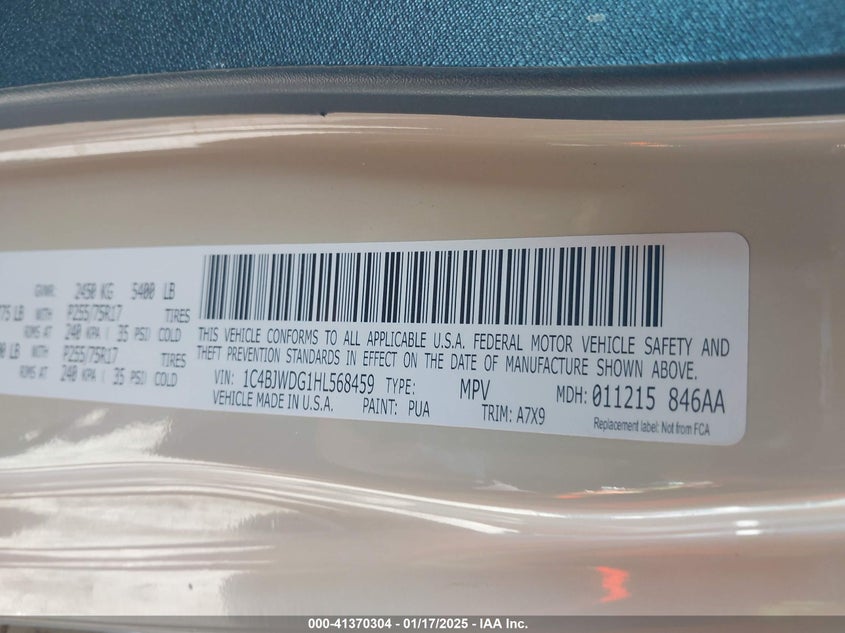 GVWR: 2450 KG 5400 LB
75 LB WITH P255/75R17 TIRES
RIMS AT 240 KPA ( 35 PSI) COLD
00 LB WITH P255/75R17 TIRES
RIMS AT 240 KPA ( 35 PSI) COLD
THIS VEHICLE CONFORMS TO ALL APPLICABLE U.S.A. FEDERAL MOTOR VEHICLE SAFETY AND
THEFT PREVENTION STANDARDS IN EFFECT ON THE DATE OF MANUFACTURE SHOWN ABOVE.
VIN: 1C4BJWDG1HL568459 TYPE: MPV MDH: 011215 846AA
VEHICLE MADE IN U.S.A. PAINT: PUA TRIM: A7X9
Replacement label: Not from FCA
000-41370304 — 01/17/2025 — IAA Inc.